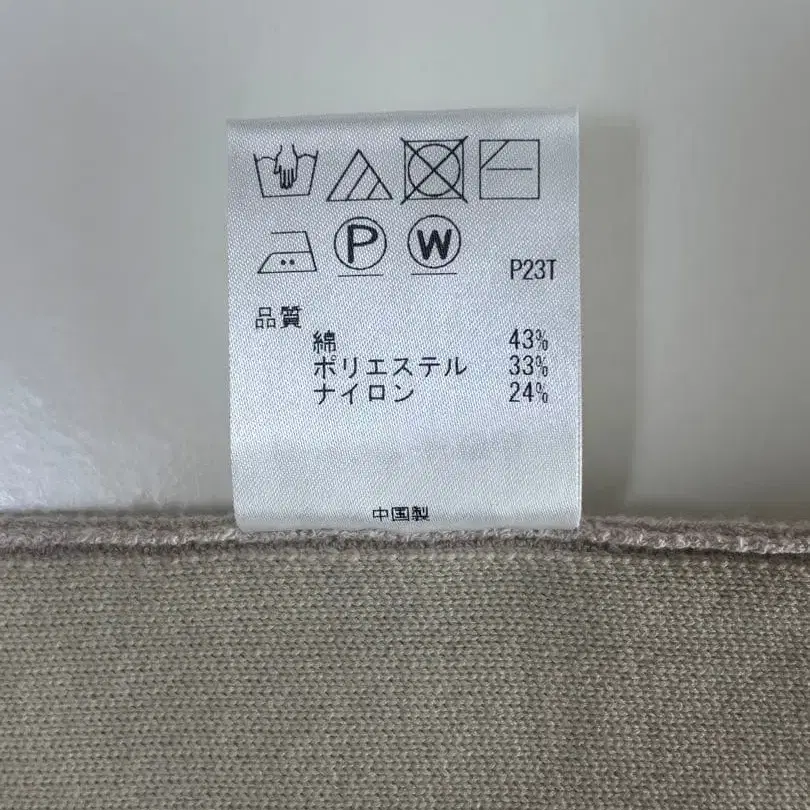 P W P23T
品質
綿 43%
ポリエステル 33%
ナイロン 24%
中国製